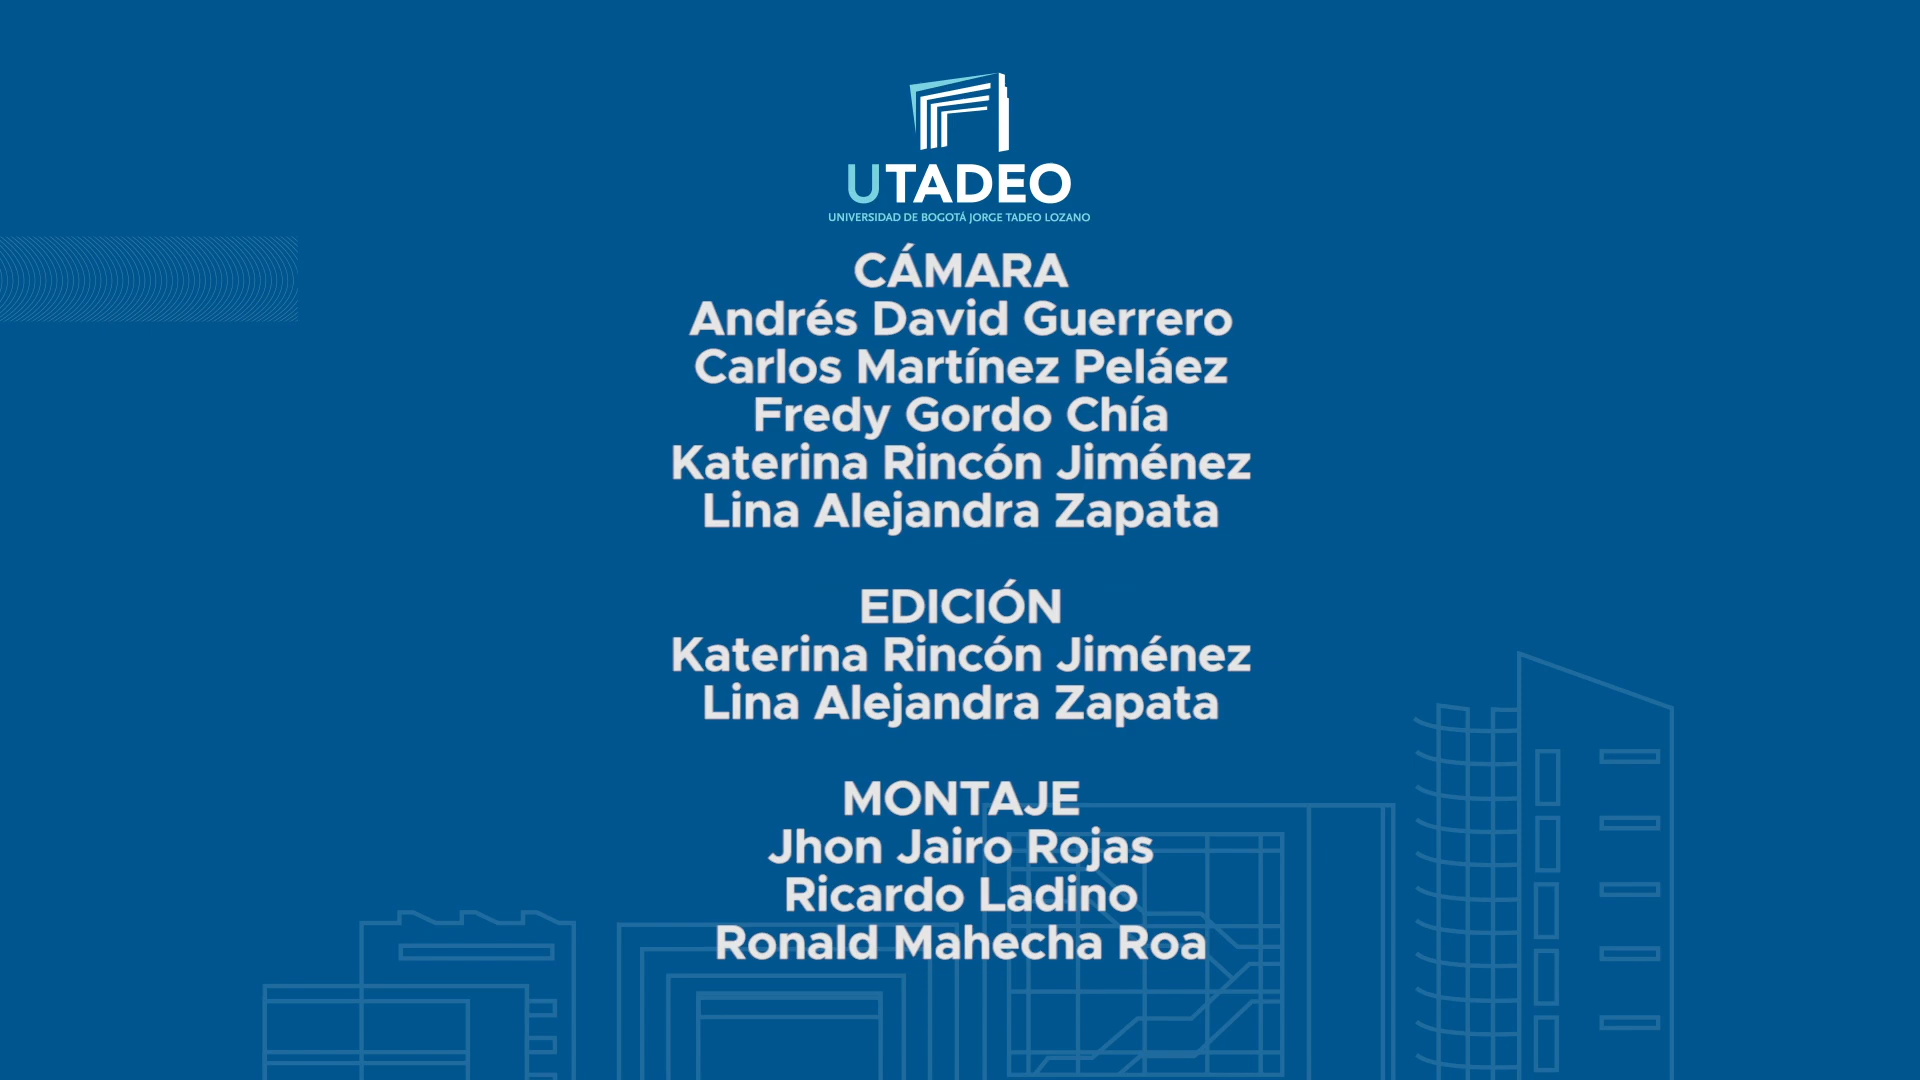 UTADEO
UNIVERSIDAD DE BOGOTÁ JORGE TADEO LOZANO
CÁMARA
Andrés David Guerrero
Carlos Martínez Peláez
Fredy Gordo Chía
Katerina Rincón Jiménez
Lina Alejandra Zapata
EDICIÓN
Katerina Rincón Jiménez
Lina Alejandra Zapata
MONTAJE
Jhon Jairo Rojas
Ricardo Ladino
Ronald Mahecha Roa